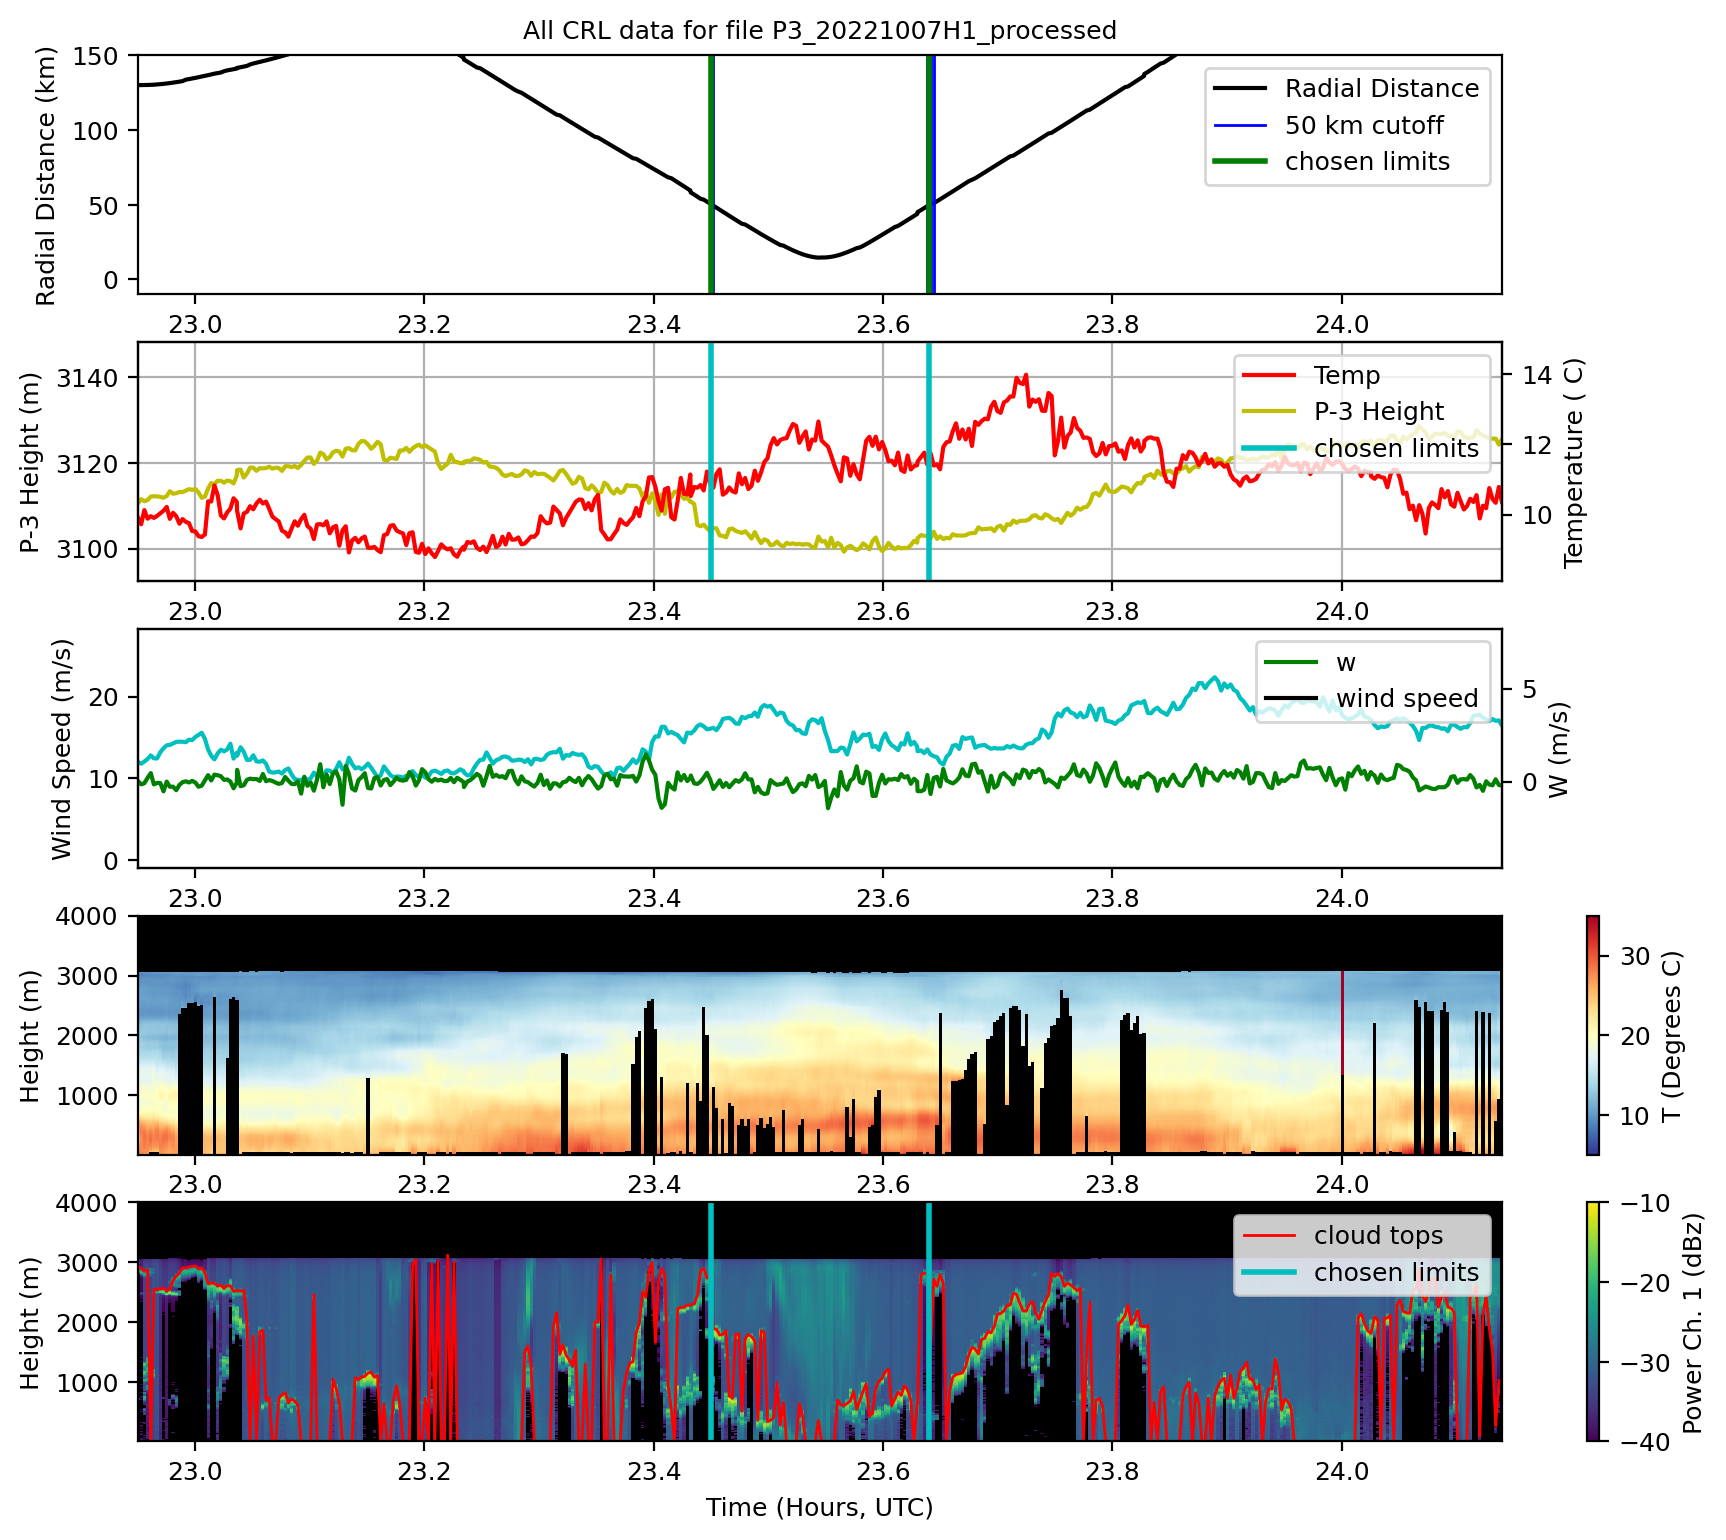 All CRL data for file P3_20221007H1_processed
Radial Distance (km)
150
100
50
0
Radial Distance
50 km cutoff
chosen limits
23.0 23.2 23.4 23.6 23.8 24.0
P-3 Height (m)
3140
3120
3100
Temp
P-3 Height
chosen limits
14
12
10
Temperature ( C)
23.0 23.2 23.4 23.6 23.8 24.0
Wind Speed (m/s)
20
10
0
w
wind speed
5
0
W (m/s)
23.0 23.2 23.4 23.6 23.8 24.0
Height (m)
4000
3000
2000
1000
30
20
10
T (Degrees C)
23.0 23.2 23.4 23.6 23.8 24.0
Height (m)
4000
3000
2000
1000
cloud tops
chosen limits
−10
−20
−30
−40
Power Ch. 1 (dBz)
23.0 23.2 23.4 23.6 23.8 24.0
Time (Hours, UTC)